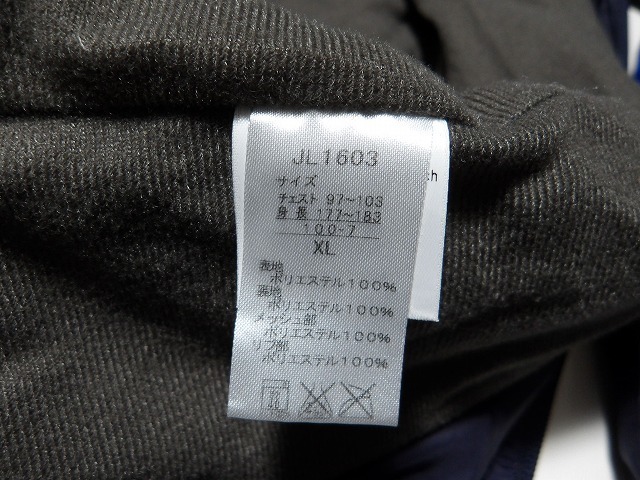 JL1603
サイズ
チェスト 97~103
身長 177~183
100-7
XL
表地
ポリエステル100%
裏地
ポリエステル100%
メッシュ部
ポリエステル100%
リブ部
ポリエステル100%
ch